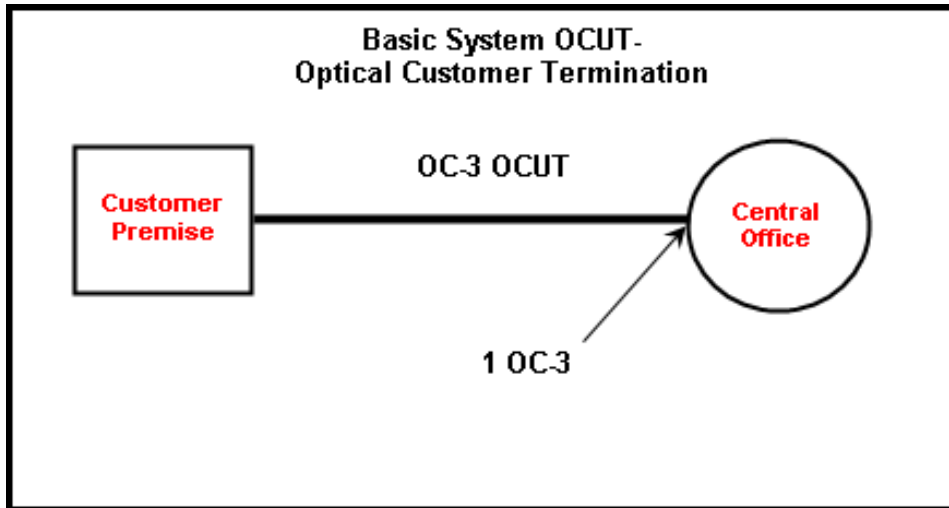 Basic System OCUT-
Optical Customer Termination
OC-3 OCUT
Customer
Premise
Central
Office
1 OC-3